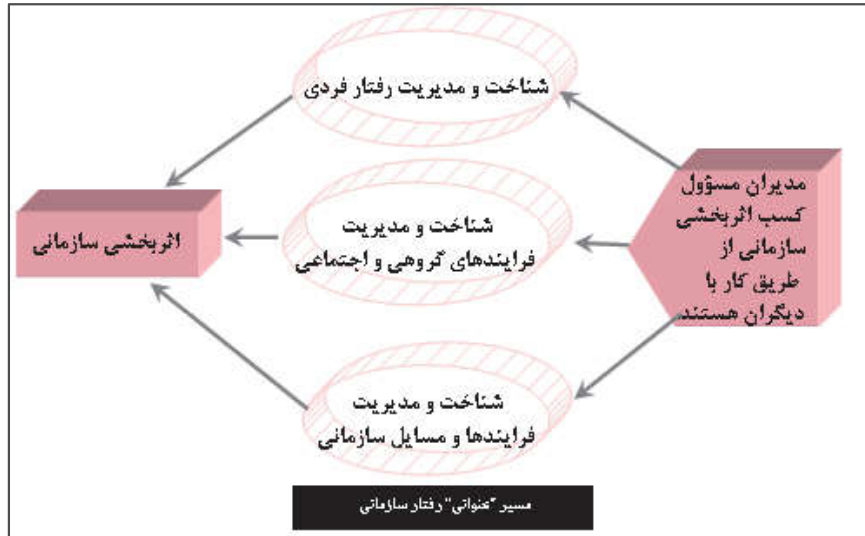 شناخت و مدیریت رفتار فردی
مدیران مسؤول
کسب اثربخشی
سازمانی از
طریق کار با
دیگران هستند
شناخت و مدیریت
فرایندهای گروهی و اجتماعی
اثربخشی سازمانی
شناخت و مدیریت
فرایندها و مسایل سازمانی
مسیر "عنوانی" رفتار سازمانی